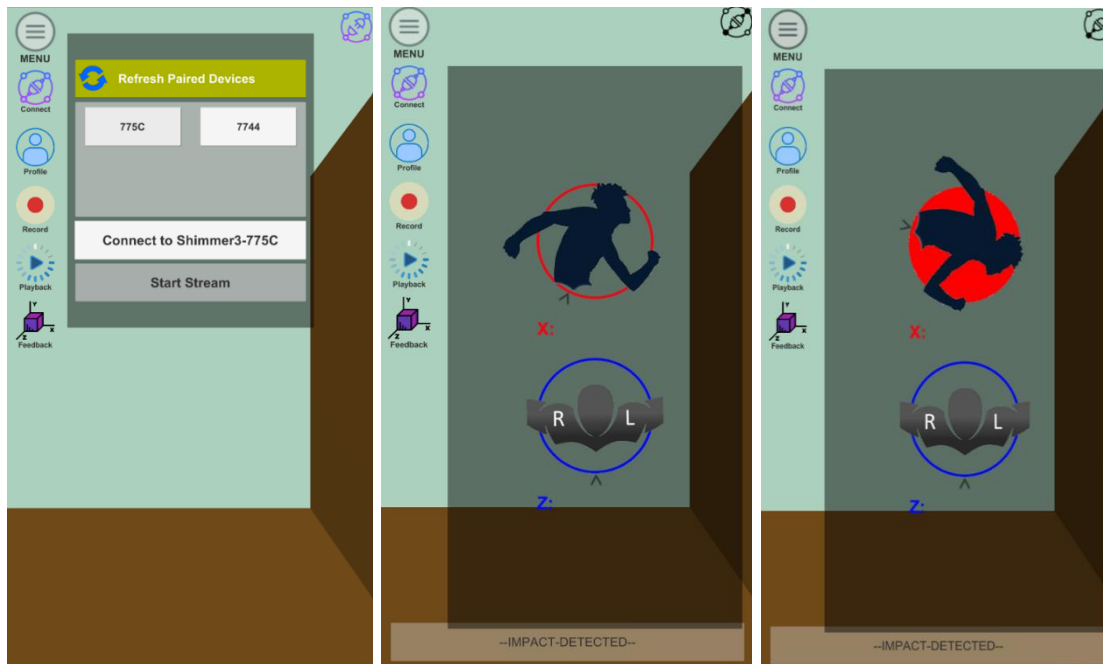 MENU
Refresh Paired Devices
Connect
775C
7744
Profile
Record
Connect to Shimmer3-775C
Start Stream
Playback
Y
X
Z
Feedback
MENU
Connect
Profile
Record
Playback
Y
X
Z
Feedback
X:
R
L
Z:
--IMPACT-DETECTED--
MENU
Connect
Profile
Record
Playback
Y
X
Z
Feedback
X:
R
L
Z:
--IMPACT-DETECTED--